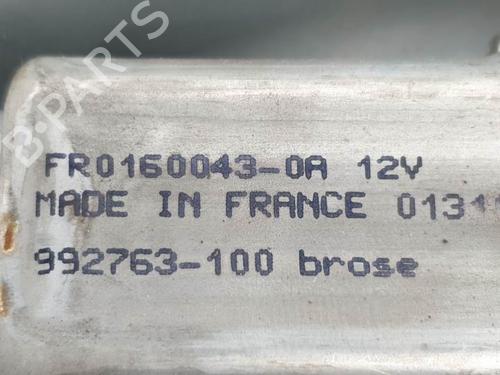 B-PARTS
FR0160043-0A 12V
MADE IN FRANCE
992763-100 brose